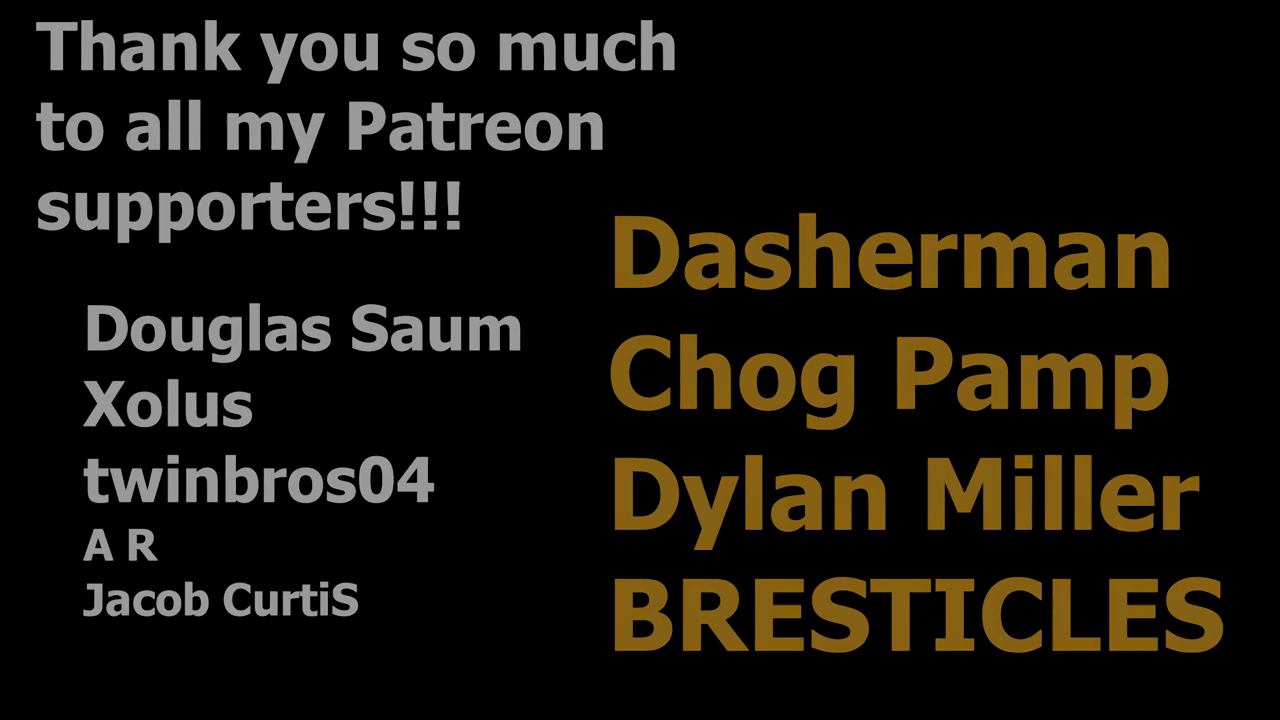 Thank you so much
to all my Patreon
supporters!!!
Douglas Saum
Xolus
twinbros04
A R
Jacob CurtiS
Dasherman
Chog Pamp
Dylan Miller
BRESTICLES